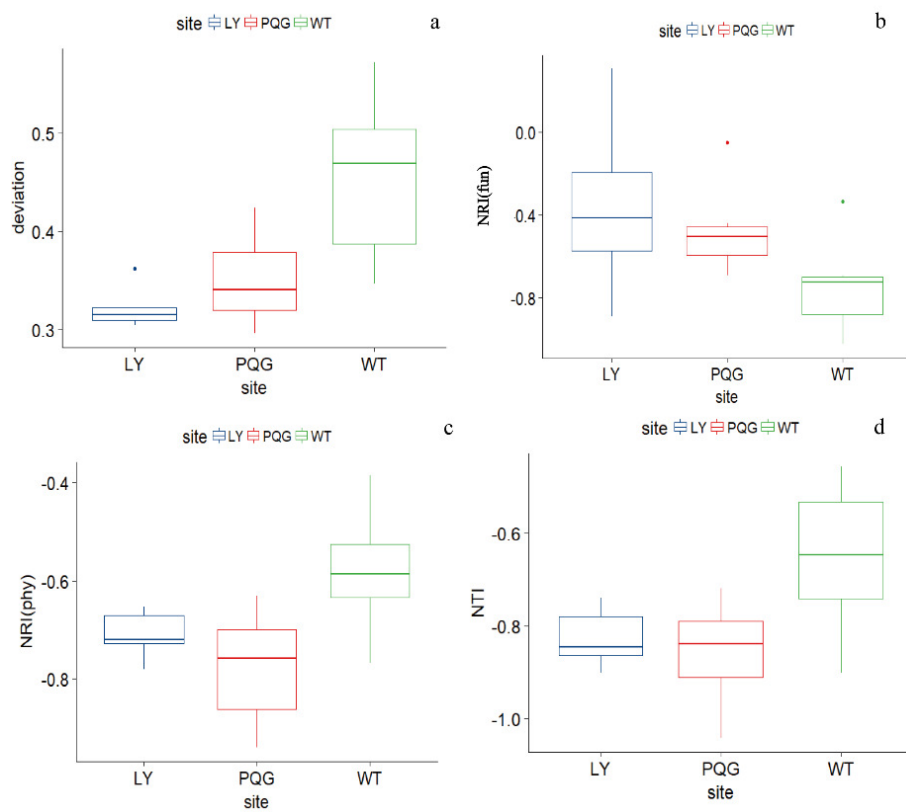 site LY PQG WT
a
deviation
0.5
0.4
0.3
LY PQG WT
site
site LY PQG WT
b
NRI(fun)
0.0
-0.4
-0.8
LY PQG WT
site
site LY PQG WT
c
NRI(phy)
-0.4
-0.6
-0.8
LY PQG WT
site
site LY PQG WT
d
NTI
-0.6
-0.8
-1.0
LY PQG WT
site